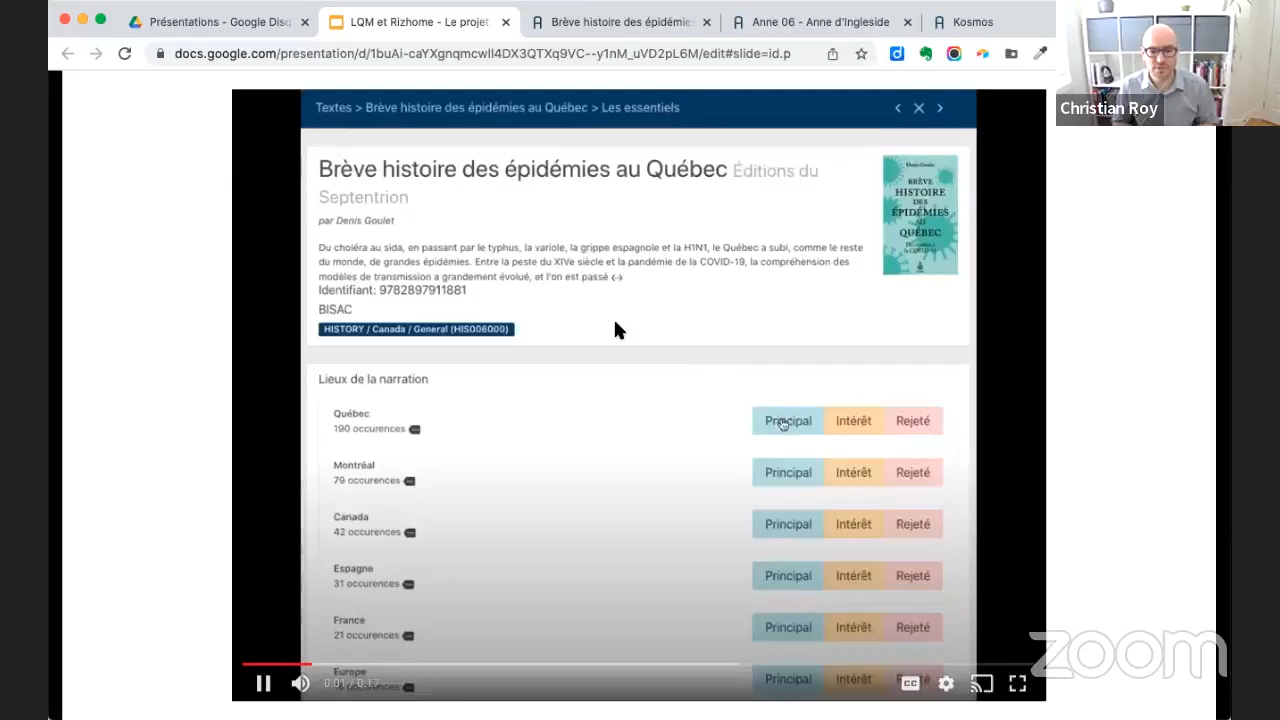 Présentations - Google Disq
LQM et Rizhome - Le projet
Brève histoire des épidémies
Anne 06 - Anne d'Ingleside
Kosmos
docs.google.com/presentation/d/1buAi-caYXgnqmcwIl4DX3QTXq9VC--y1nM_uVD2pL6M/edit#slide=id.p
Christian Roy
Textes > Brève histoire des épidémies au Québec > Les essentiels
Brève histoire des épidémies au Québec Éditions du
Septentrion
par Denis Goulet
Du choléra au sida, en passant par le typhus, la variole, la grippe espagnole et la H1N1, le Québec a subi, comme le reste
du monde, de grandes épidémies. Entre la peste du XIVe siècle et la pandémie de la COVID-19, la compréhension des
modèles de transmission a grandement évolué, et l'on est passé
Identifiant: 9782897911881
BISAC
HISTORY / Canada / General (HIS006000)
Denis Goulet
BRÈVE
HISTOIRE
DES
ÉPIDÉMIES
AU
QUÉBEC
Lieux de la narration
Québec
190 occurences
Principal Intérêt Rejeté
Montréal
79 occurences
Principal Intérêt Rejeté
Canada
42 occurences
Principal Intérêt Rejeté
Espagne
31 occurences
Principal Intérêt Rejeté
France
21 occurences
Principal Intérêt Rejeté
Europe
occurences
Principal Intérêt Rejeté
0:01 / 0:17
CC
zoom